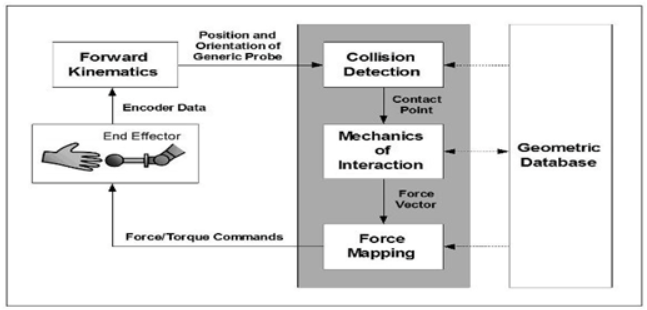 Forward
Kinematics
Position and
Orientation of
Generic Probe
Collision
Detection
Encoder Data
Contact
Point
End Effector
Mechanics
of
Interaction
Geometric
Database
Force
Vector
Force/Torque Commands
Force
Mapping